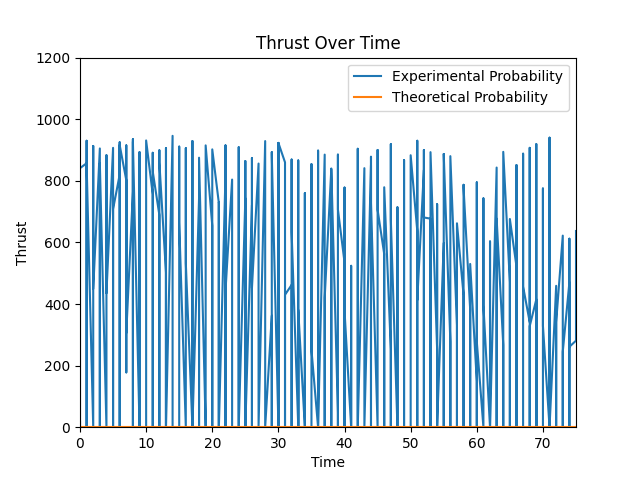 Thrust Over Time
Experimental Probability
Theoretical Probability
Thrust
1200
1000
800
600
400
200
0
0 10 20 30 40 50 60 70
Time